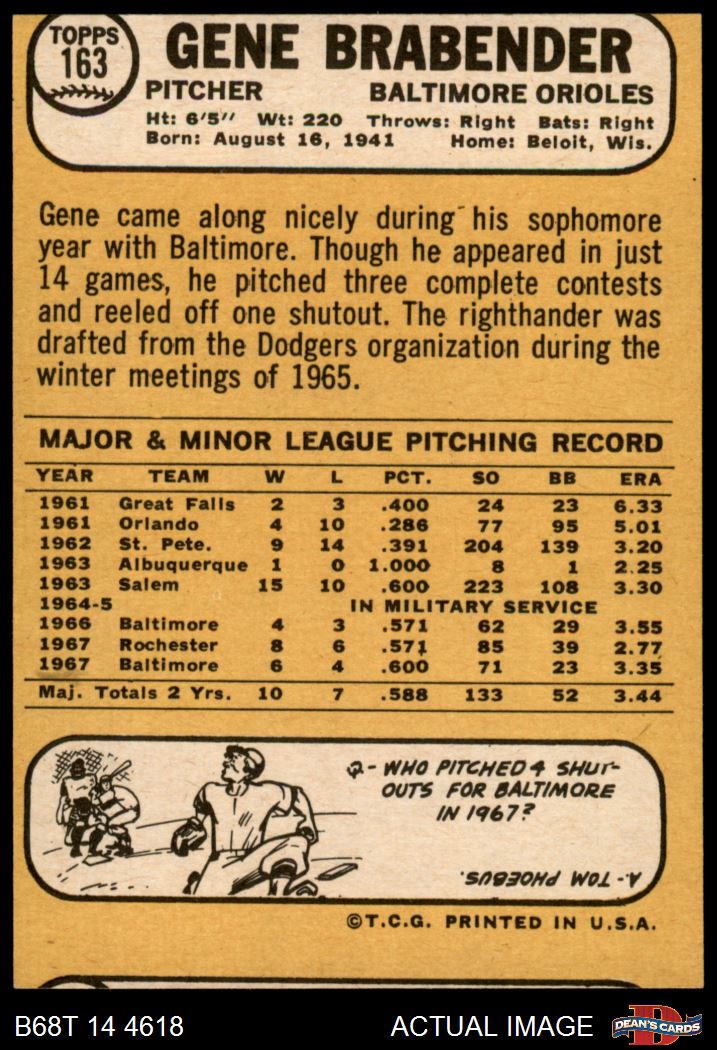 TOPPS
163
GENE BRABENDER
PITCHER BALTIMORE ORIOLES
Ht: 6'5" Wt: 220 Throws: Right Bats: Right
Born: August 16, 1941 Home: Beloit, Wis.
Gene came along nicely during his sophomore
year with Baltimore. Though he appeared in just
14 games, he pitched three complete contests
and reeled off one shutout. The righthander was
drafted from the Dodgers organization during the
winter meetings of 1965.
MAJOR & MINOR LEAGUE PITCHING RECORD
YEAR TEAM W L PCT. SO BB ERA
1961 Great Falls 2 3 .400 24 23 6.33
1961 Orlando 4 10 .286 77 95 5.01
1962 St. Pete. 9 14 .391 204 139 3.20
1963 Albuquerque 1 0 1.000 8 1 2.25
1963 Salem 15 10 .600 223 108 3.30
1964-5 IN MILITARY SERVICE
1966 Baltimore 4 3 .571 62 29 3.55
1967 Rochester 8 6 .571 85 39 2.77
1967 Baltimore 6 4 .600 71 23 3.35
Maj. Totals 2 Yrs. 10 7 .588 133 52 3.44
Q- WHO PITCHED 4 SHUT-
OUTS FOR BALTIMORE
IN 1967?
A- TOM PHOEBUS.
©T.C.G. PRINTED IN U.S.A.
B68T 14 4618 ACTUAL IMAGE D DEAN'S CARDS